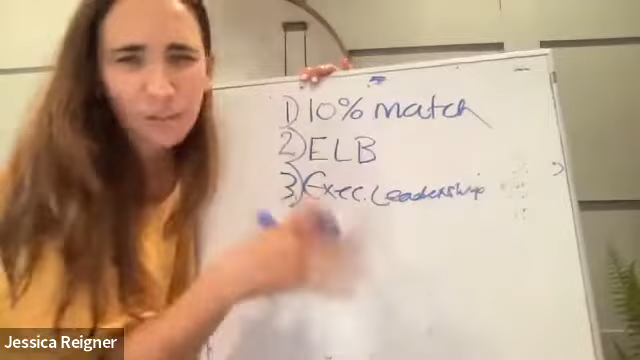 1) 10% match
2) ELB
3) Exec. Leadership
Jessica Reigner